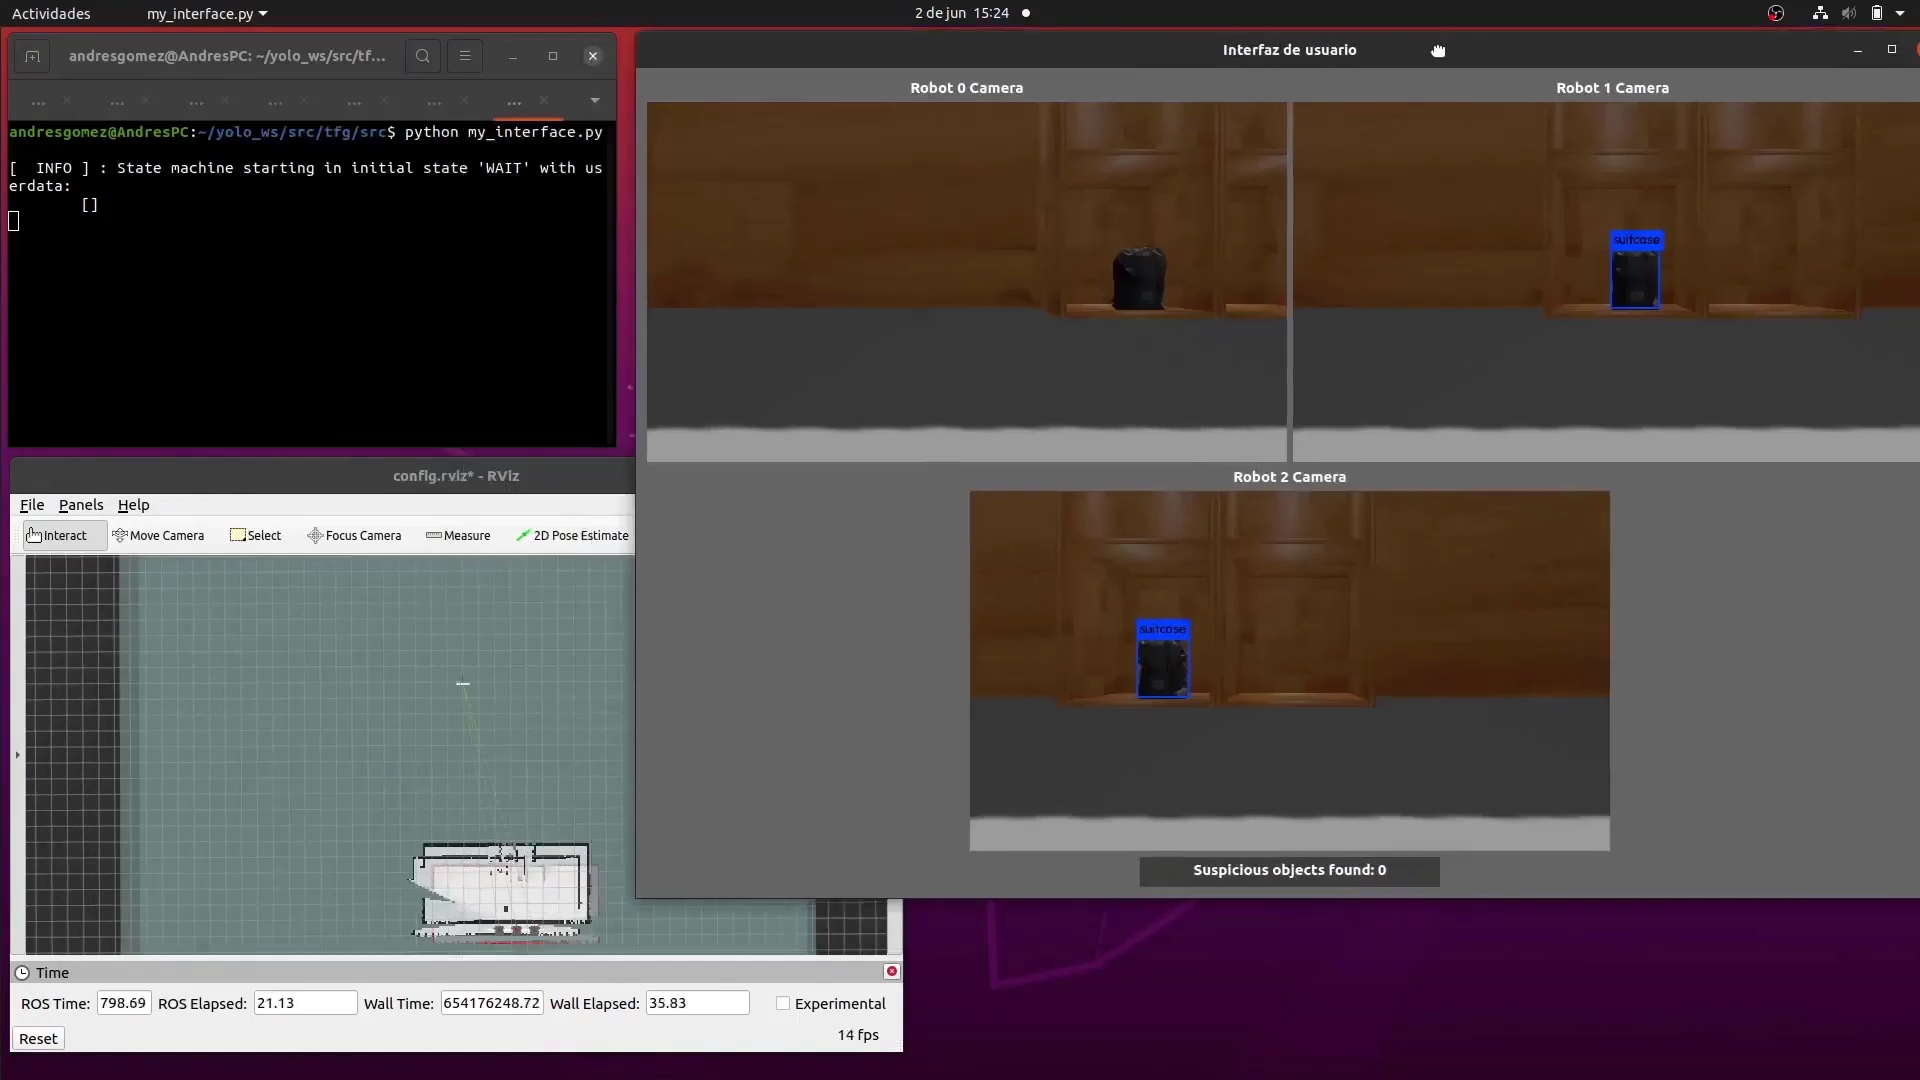 Actividades
my_interface.py
2 de jun 15:24
andresgomez@AndresPC: ~/yolo_ws/src/tf...
... ... ... ... ... ... ...
andresgomez@AndresPC:~/yolo_ws/src/tfg/src$ python my_interface.py
[  INFO ] : State machine starting in initial state 'WAIT' with us
erdata:
[]
Interfaz de usuario
Robot 0 Camera
Robot 1 Camera
suitcase
Robot 2 Camera
suitcase
Suspicious objects found: 0
config.rviz* - RViz
File Panels Help
Interact Move Camera Select Focus Camera Measure 2D Pose Estimate
Time
ROS Time: 798.69 ROS Elapsed: 21.13 Wall Time: 654176248.72 Wall Elapsed: 35.83 Experimental
Reset
14 fps